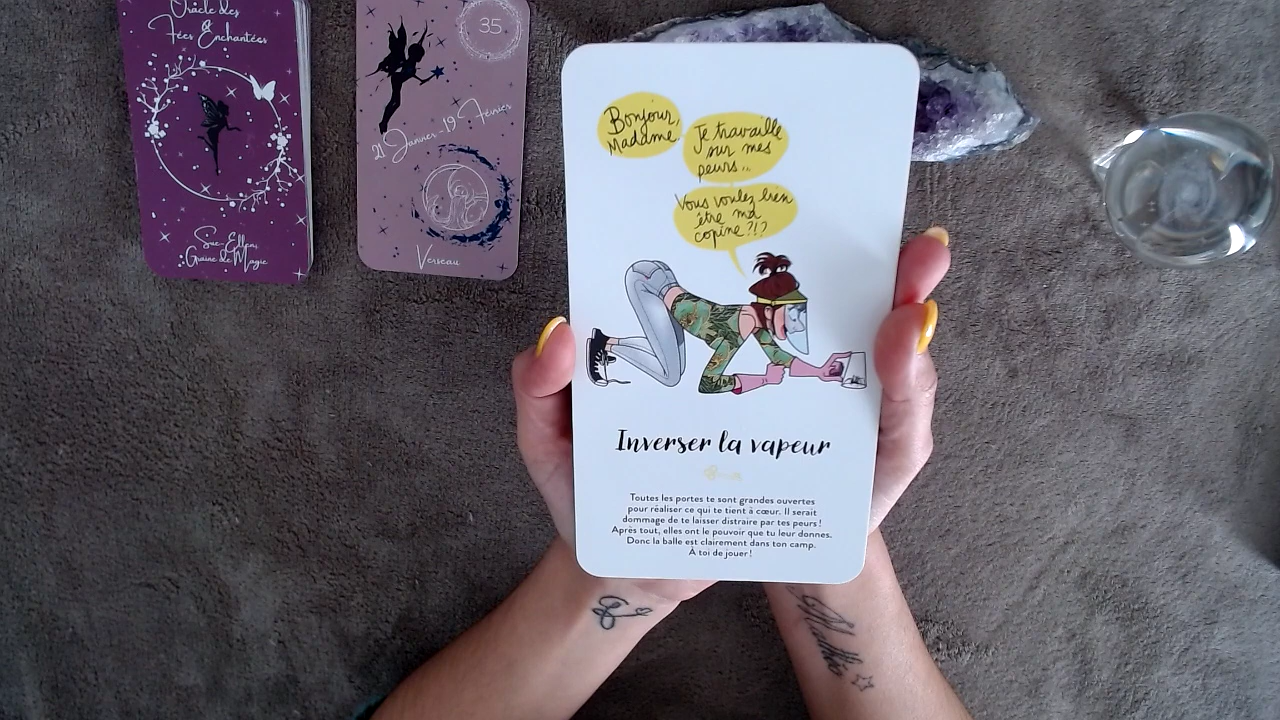 Oracle des
Fées Enchantées
Sue-Ellen,
Graine de Magie
35
21 Janvier -19 Février
Verseau
Bonjour,
Madame
Je travaille
sur mes
peurs..
Vous voulez bien
être ma
copine?!?
Inverser la vapeur
Toutes les portes te sont grandes ouvertes
pour réaliser ce qui te tient à cœur. Il serait
dommage de te laisser distraire par tes peurs !
Après tout, elles ont le pouvoir que tu leur donnes.
Donc la balle est clairement dans ton camp.
À toi de jouer !